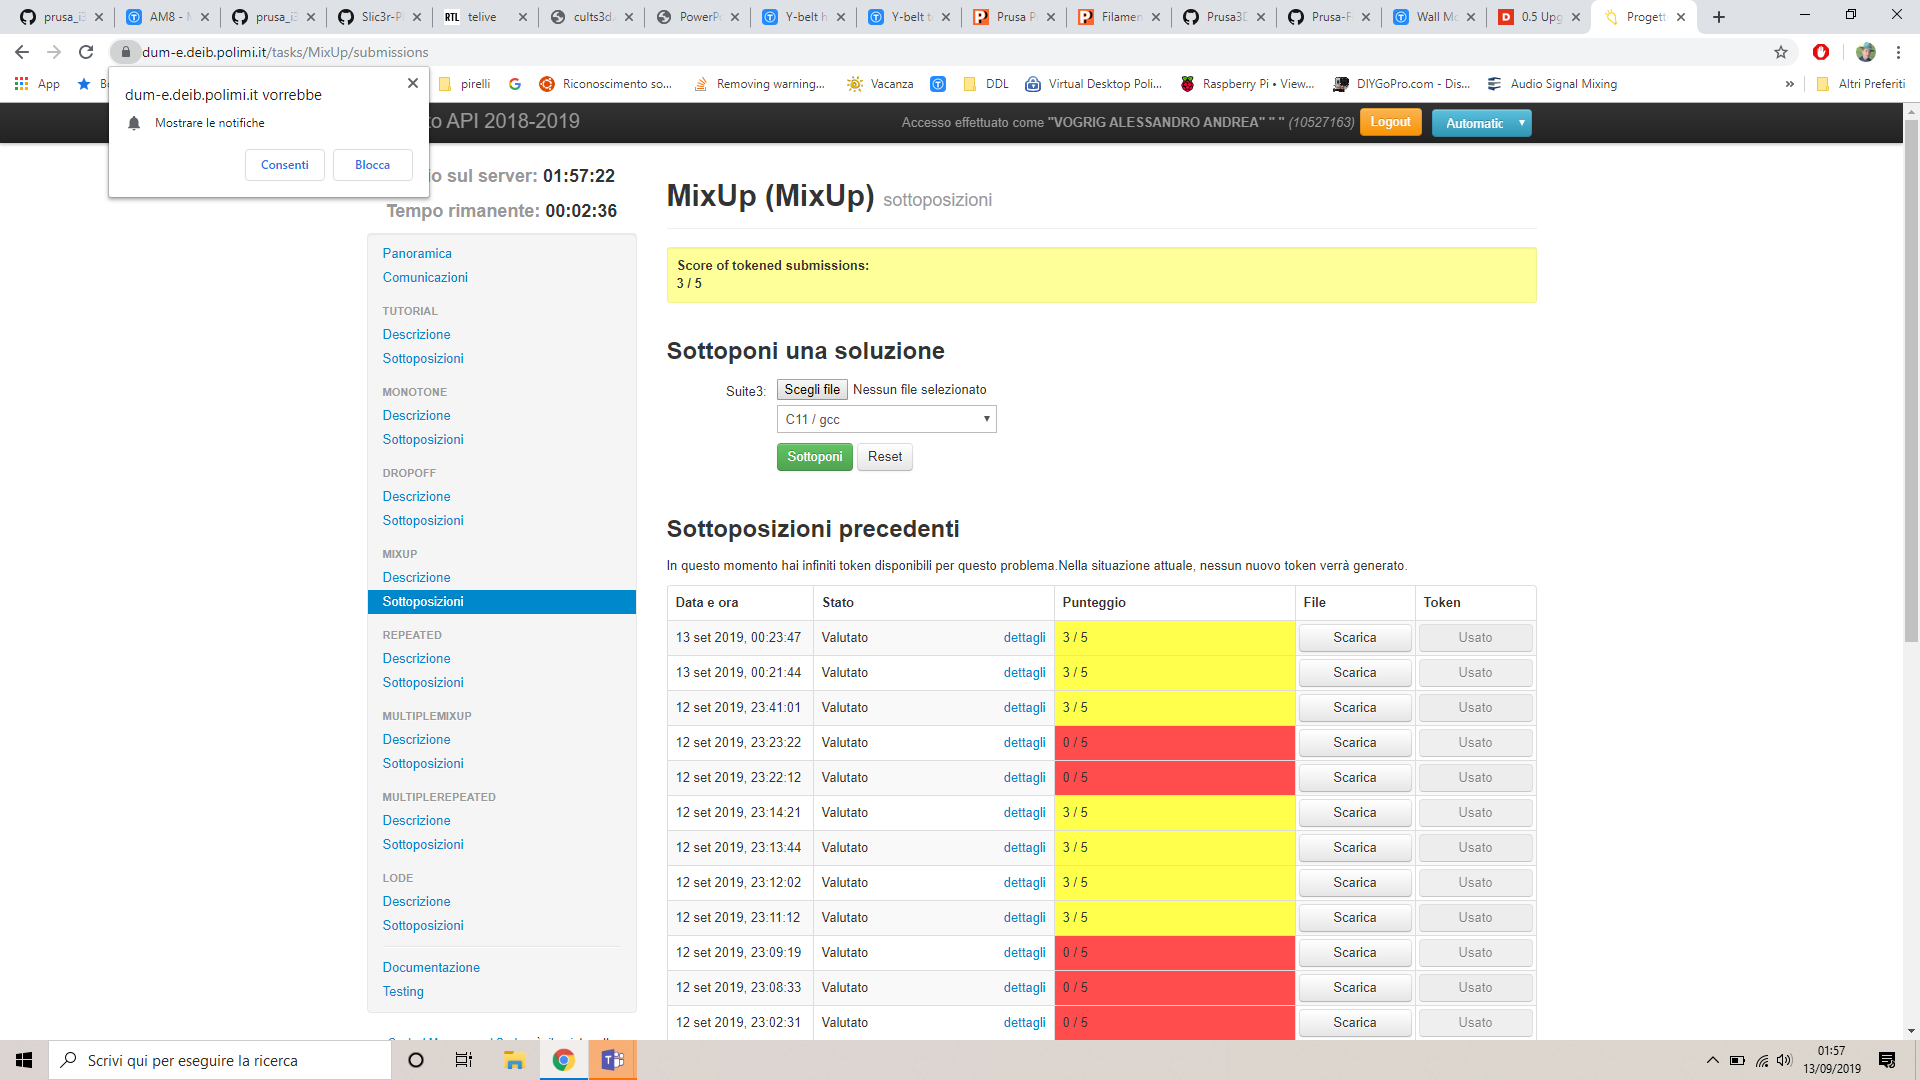 prusa_i3
AM8 - M
prusa_i3
Slic3r-P
RTL telive
cults3d.
PowerPo
Y-belt h
Y-belt t
Prusa P
Filamen
Prusa3D
Prusa-F
Wall Mo
0.5 Upg
Progett
dum-e.deib.polimi.it/tasks/MixUp/submissions
App
pirelli
Riconoscimento so...
Removing warning...
Vacanza
DDL
Virtual Desktop Poli...
Raspberry Pi • View...
DIYGoPro.com - Dis...
Audio Signal Mixing
»
Altri Preferiti
dum-e.deib.polimi.it vorrebbe
Mostrare le notifiche
Consenti
Blocca
to API 2018-2019
Accesso effettuato come "VOGRIG ALESSANDRO ANDREA" " " (10527163)
Logout
Automatic
io sul server: 01:57:22
Tempo rimanente: 00:02:36
Panoramica
Comunicazioni
TUTORIAL
Descrizione
Sottoposizioni
MONOTONE
Descrizione
Sottoposizioni
DROPOFF
Descrizione
Sottoposizioni
MIXUP
Descrizione
Sottoposizioni
REPEATED
Descrizione
Sottoposizioni
MULTIPLEMIXUP
Descrizione
Sottoposizioni
MULTIPLEREPEATED
Descrizione
Sottoposizioni
LODE
Descrizione
Sottoposizioni
Documentazione
Testing
MixUp (MixUp) sottoposizioni
Score of tokened submissions:
3 / 5
Sottoponi una soluzione
Suite3: Scegli file Nessun file selezionato
C11 / gcc
Sottoponi Reset
Sottoposizioni precedenti
In questo momento hai infiniti token disponibili per questo problema.Nella situazione attuale, nessun nuovo token verrà generato.
Data e ora Stato Punteggio File Token
13 set 2019, 00:23:47 Valutato dettagli 3 / 5 Scarica Usato
13 set 2019, 00:21:44 Valutato dettagli 3 / 5 Scarica Usato
12 set 2019, 23:41:01 Valutato dettagli 3 / 5 Scarica Usato
12 set 2019, 23:23:22 Valutato dettagli 0 / 5 Scarica Usato
12 set 2019, 23:22:12 Valutato dettagli 0 / 5 Scarica Usato
12 set 2019, 23:14:21 Valutato dettagli 3 / 5 Scarica Usato
12 set 2019, 23:13:44 Valutato dettagli 3 / 5 Scarica Usato
12 set 2019, 23:12:02 Valutato dettagli 3 / 5 Scarica Usato
12 set 2019, 23:11:12 Valutato dettagli 3 / 5 Scarica Usato
12 set 2019, 23:09:19 Valutato dettagli 0 / 5 Scarica Usato
12 set 2019, 23:08:33 Valutato dettagli 0 / 5 Scarica Usato
12 set 2019, 23:02:31 Valutato dettagli 0 / 5 Scarica Usato
Scrivi qui per eseguire la ricerca
01:57
13/09/2019